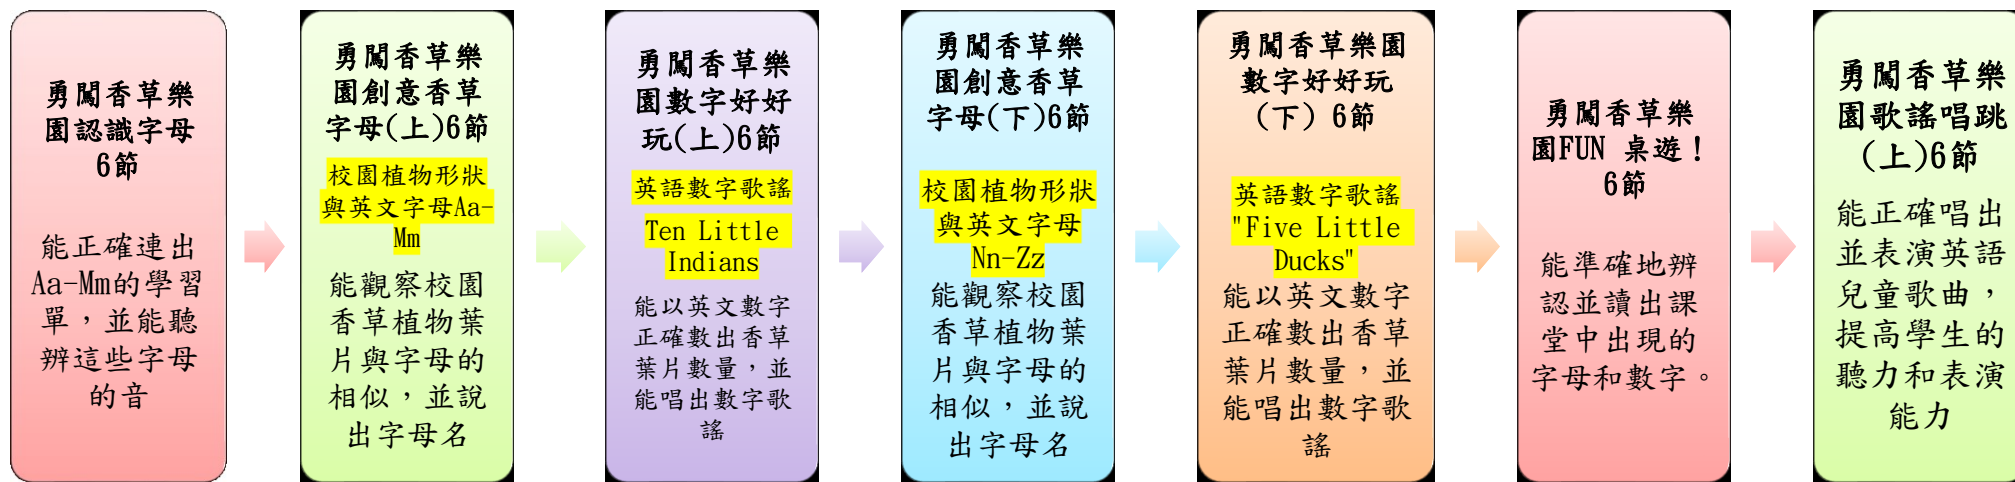 勇闖香草樂
園認識字母
6節
能正確連出
Aa-Mm的學習
單，並能聽
辨這些字母
的音
勇闖香草樂
園創意香草
字母(上)6節
校園植物形狀
與英文字母Aa-
Mm
能觀察校園
香草植物葉
片與字母的
相似，並說
出字母名
勇闖香草樂
園數字好好
玩(上)6節
英語數字歌謠
Ten Little
Indians
能以英文數字
正確數出香草
葉片數量，並
能唱出數字歌
謠
勇闖香草樂
園創意香草
字母(下)6節
校園植物形狀
與英文字母
Nn-Zz
能觀察校園
香草植物葉
片與字母的
相似，並說
出字母名
勇闖香草樂園
數字好好玩
(下) 6節
英語數字歌謠
"Five Little
Ducks"
能以英文數字
正確數出香草
葉片數量，並
能唱出數字歌
謠
勇闖香草樂
園FUN 桌遊！
6節
能準確地辨
認並讀出課
堂中出現的
字母和數字。
勇闖香草樂
園歌謠唱跳
(上)6節
能正確唱出
並表演英語
兒童歌曲，
提高學生的
聽力和表演
能力